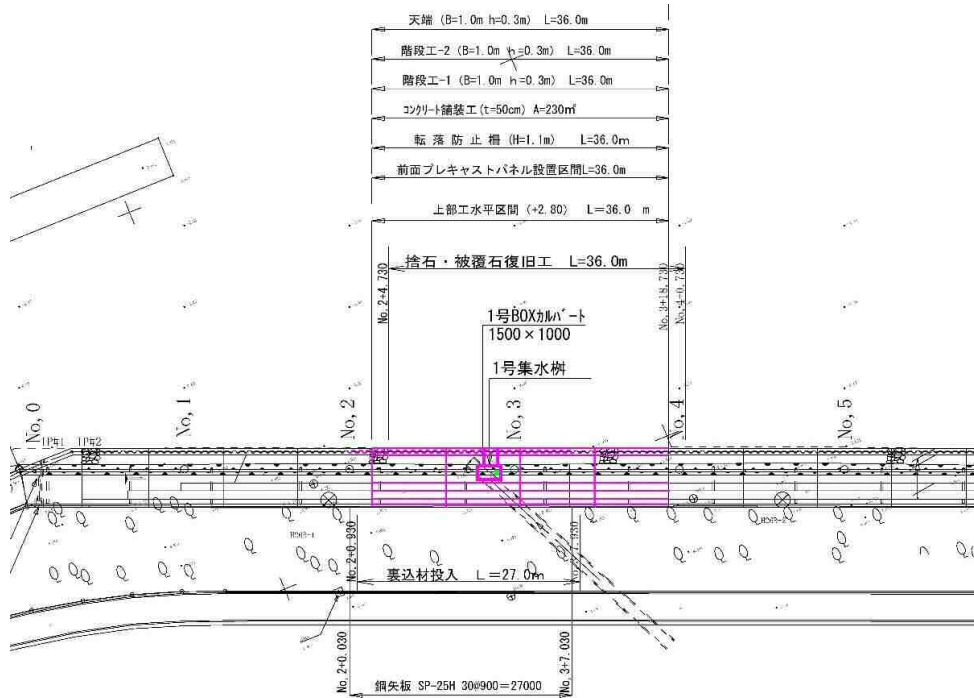 天端 (B=1.0m h=0.3m) L=36.0m
階段工-2 (B=1.0m h=0.3m) L=36.0m
階段工-1 (B=1.0m h=0.3m) L=36.0m
コンクリート舗装工(t=50cm) A=230㎡
転落防止柵 (H=1.1m) L=36.0m
前面プレキャストパネル設置区間L=36.0m
上部工水平区間 (+2.80) L=36.0 m
捨石・被覆石復旧工 L=36.0m
No.2+4.730
No.3+18.730
No.4+0.730
1号BOXカルバート
1500×1000
1号集水桝
No,0
No,1
No,2
No,3
No,4
No,5
IP#1 IP#2
No.2+0.930
裏込材投入 L=27.0m
No.2+0.030
No.3+7.030
鋼矢板 SP-25H 30@900=27000